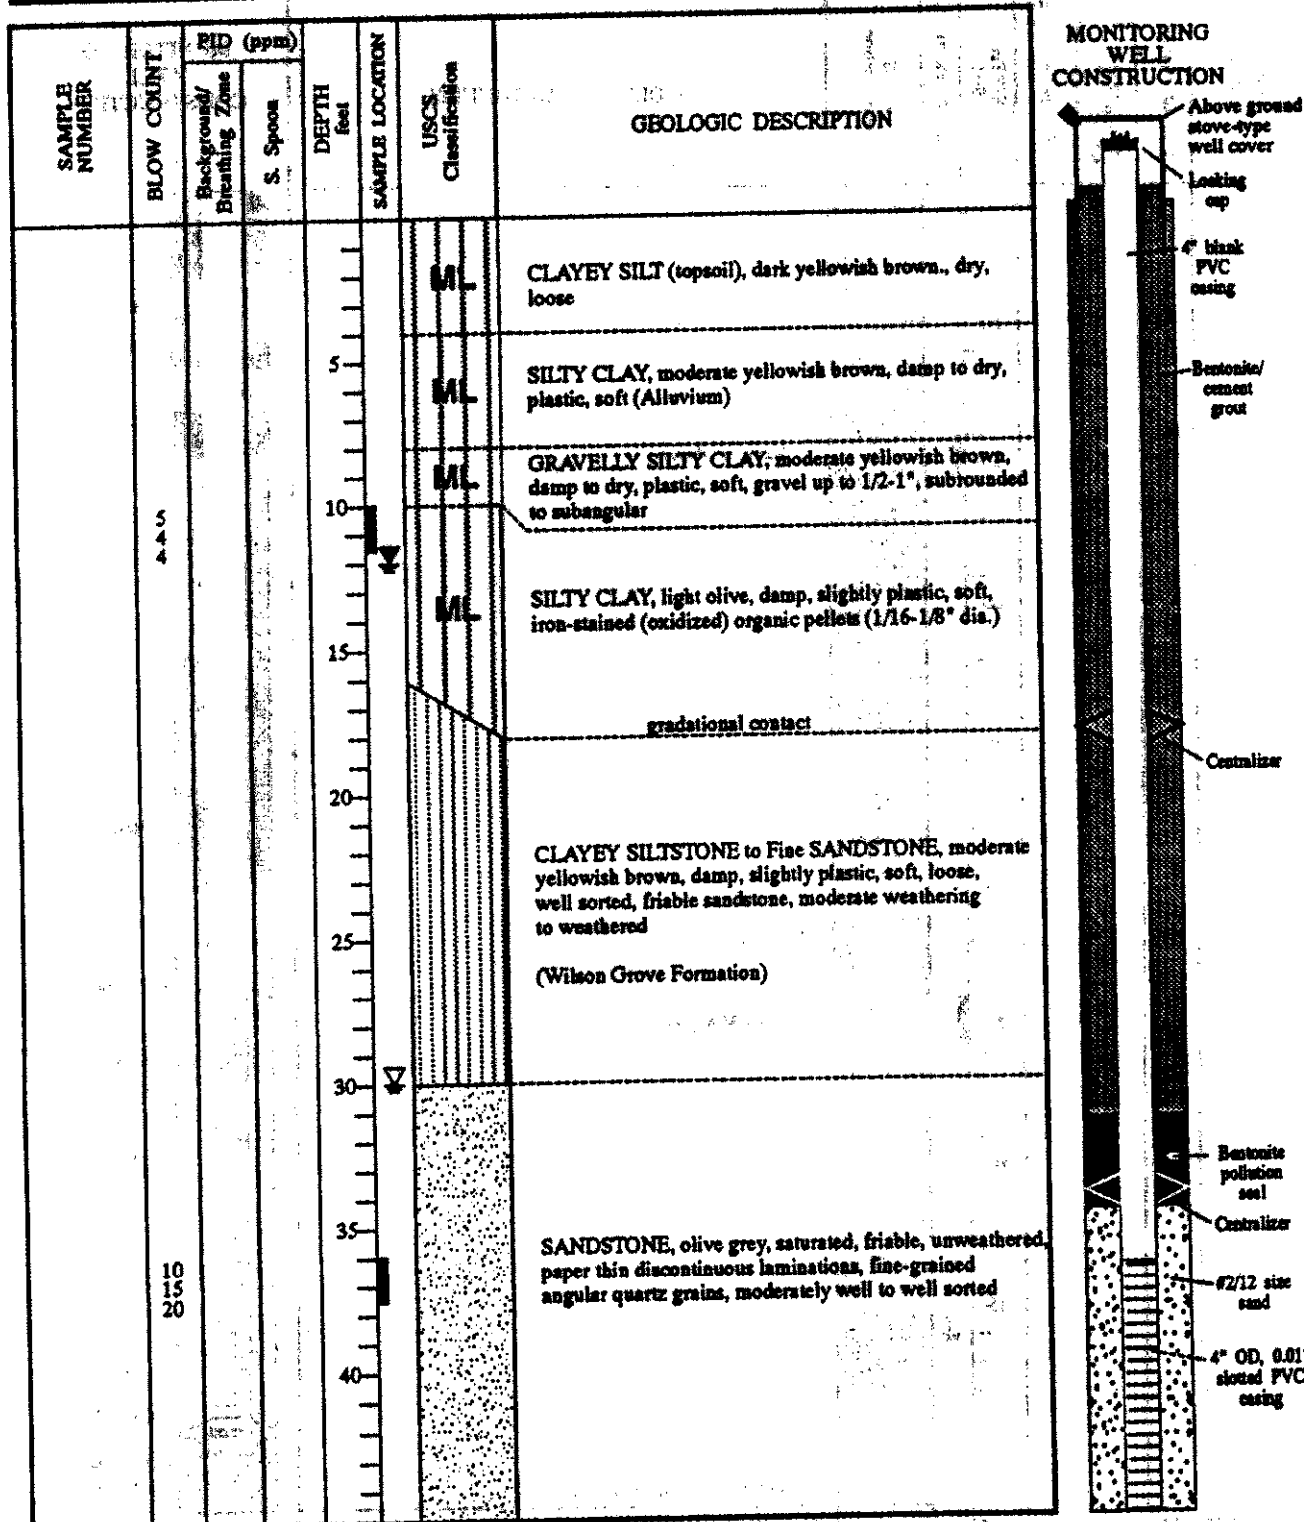 SAMPLE
NUMBER
BLOW COUNT
PID (ppm)
Background/
Breathing Zone
S. Spoon
DEPTH
feet
SAMPLE LOCATION
USCS
Classification
GEOLOGIC DESCRIPTION
MONITORING
WELL
CONSTRUCTION
Above ground
stove-type
well cover
Locking
cap
4" blank
PVC
casing
ML
CLAYEY SILT (topsoil), dark yellowish brown., dry,
loose
5
ML
SILTY CLAY, moderate yellowish brown, damp to dry,
plastic, soft (Alluvium)
Bentonite/
cement
grout
ML
GRAVELLY SILTY CLAY, moderate yellowish brown,
damp to dry, plastic, soft, gravel up to 1/2-1", subrounded
to subangular
10
5
4
4
ML
SILTY CLAY, light olive, damp, slightly plastic, soft,
iron-stained (oxidized) organic pellets (1/16-1/8" dia.)
15
gradational contact
Centralizer
20
CLAYEY SILTSTONE to Fine SANDSTONE, moderate
yellowish brown, damp, slightly plastic, soft, loose,
well sorted, friable sandstone, moderate weathering
to weathered
25
(Wilson Grove Formation)
30
Bentonite
pollution
seal
Centralizer
35
SANDSTONE, olive grey, saturated, friable, unweathered,
paper thin discontinuous laminations, fine-grained
angular quartz grains, moderately well to well sorted
10
15
20
#2/12 size
sand
40
4" OD, 0.01"
slotted PVC
casing